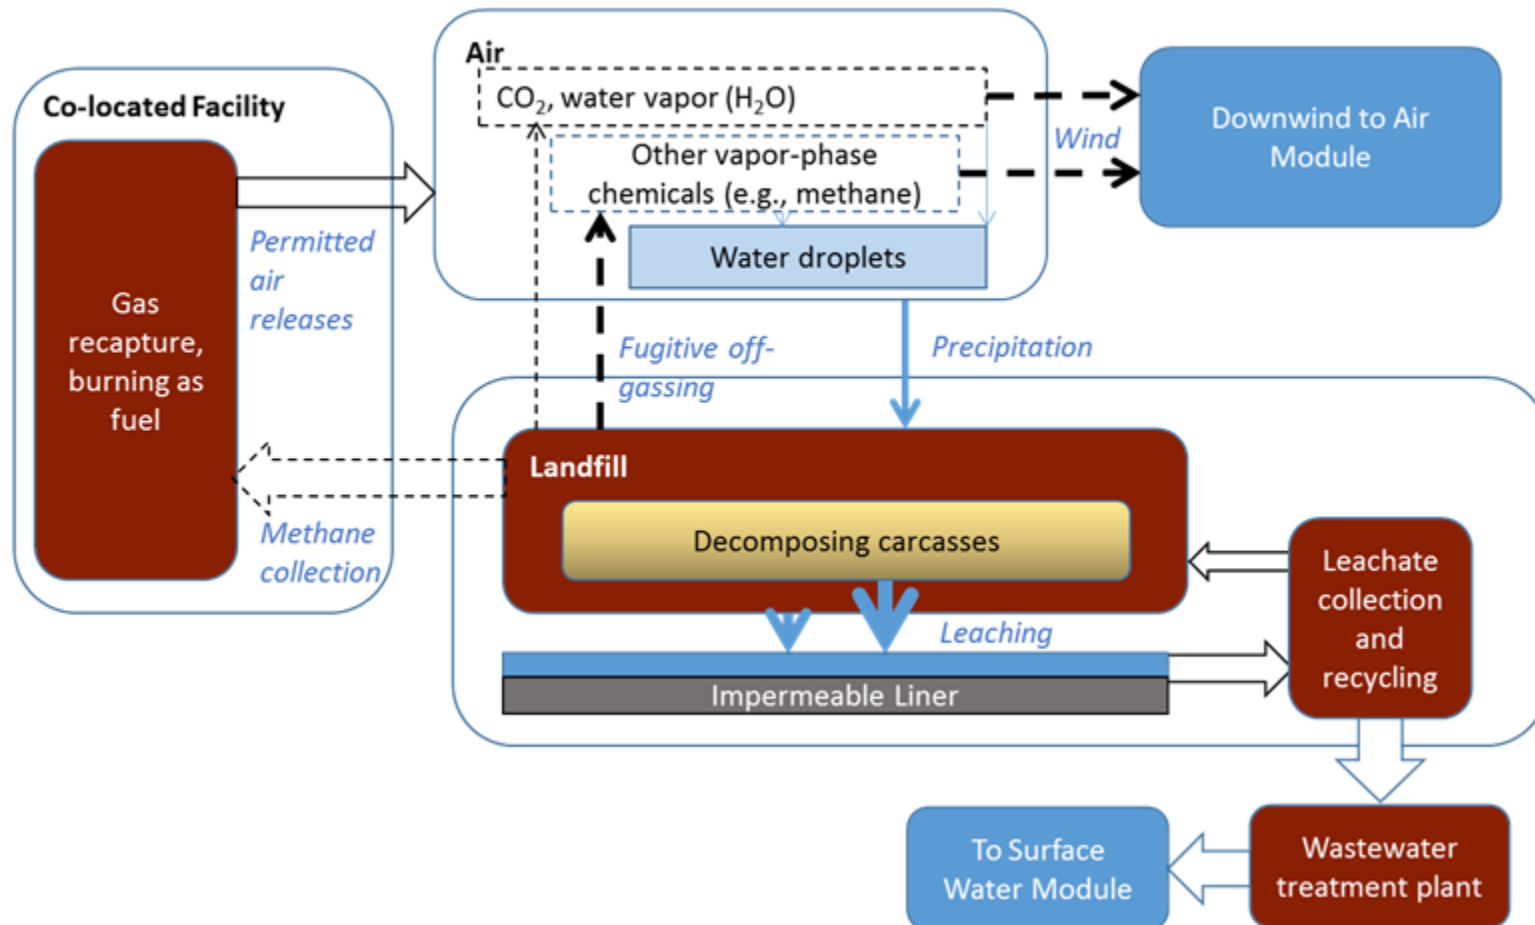 Co-located Facility
Gas
recapture,
burning as
fuel
Permitted
air
releases
Methane
collection
Air
CO₂, water vapor (H₂O)
Other vapor-phase
chemicals (e.g., methane)
Water droplets
Wind
Downwind to Air
Module
Fugitive off-
gassing
Precipitation
Landfill
Decomposing carcasses
Leaching
Impermeable Liner
Leachate
collection
and
recycling
To Surface
Water Module
Wastewater
treatment plant